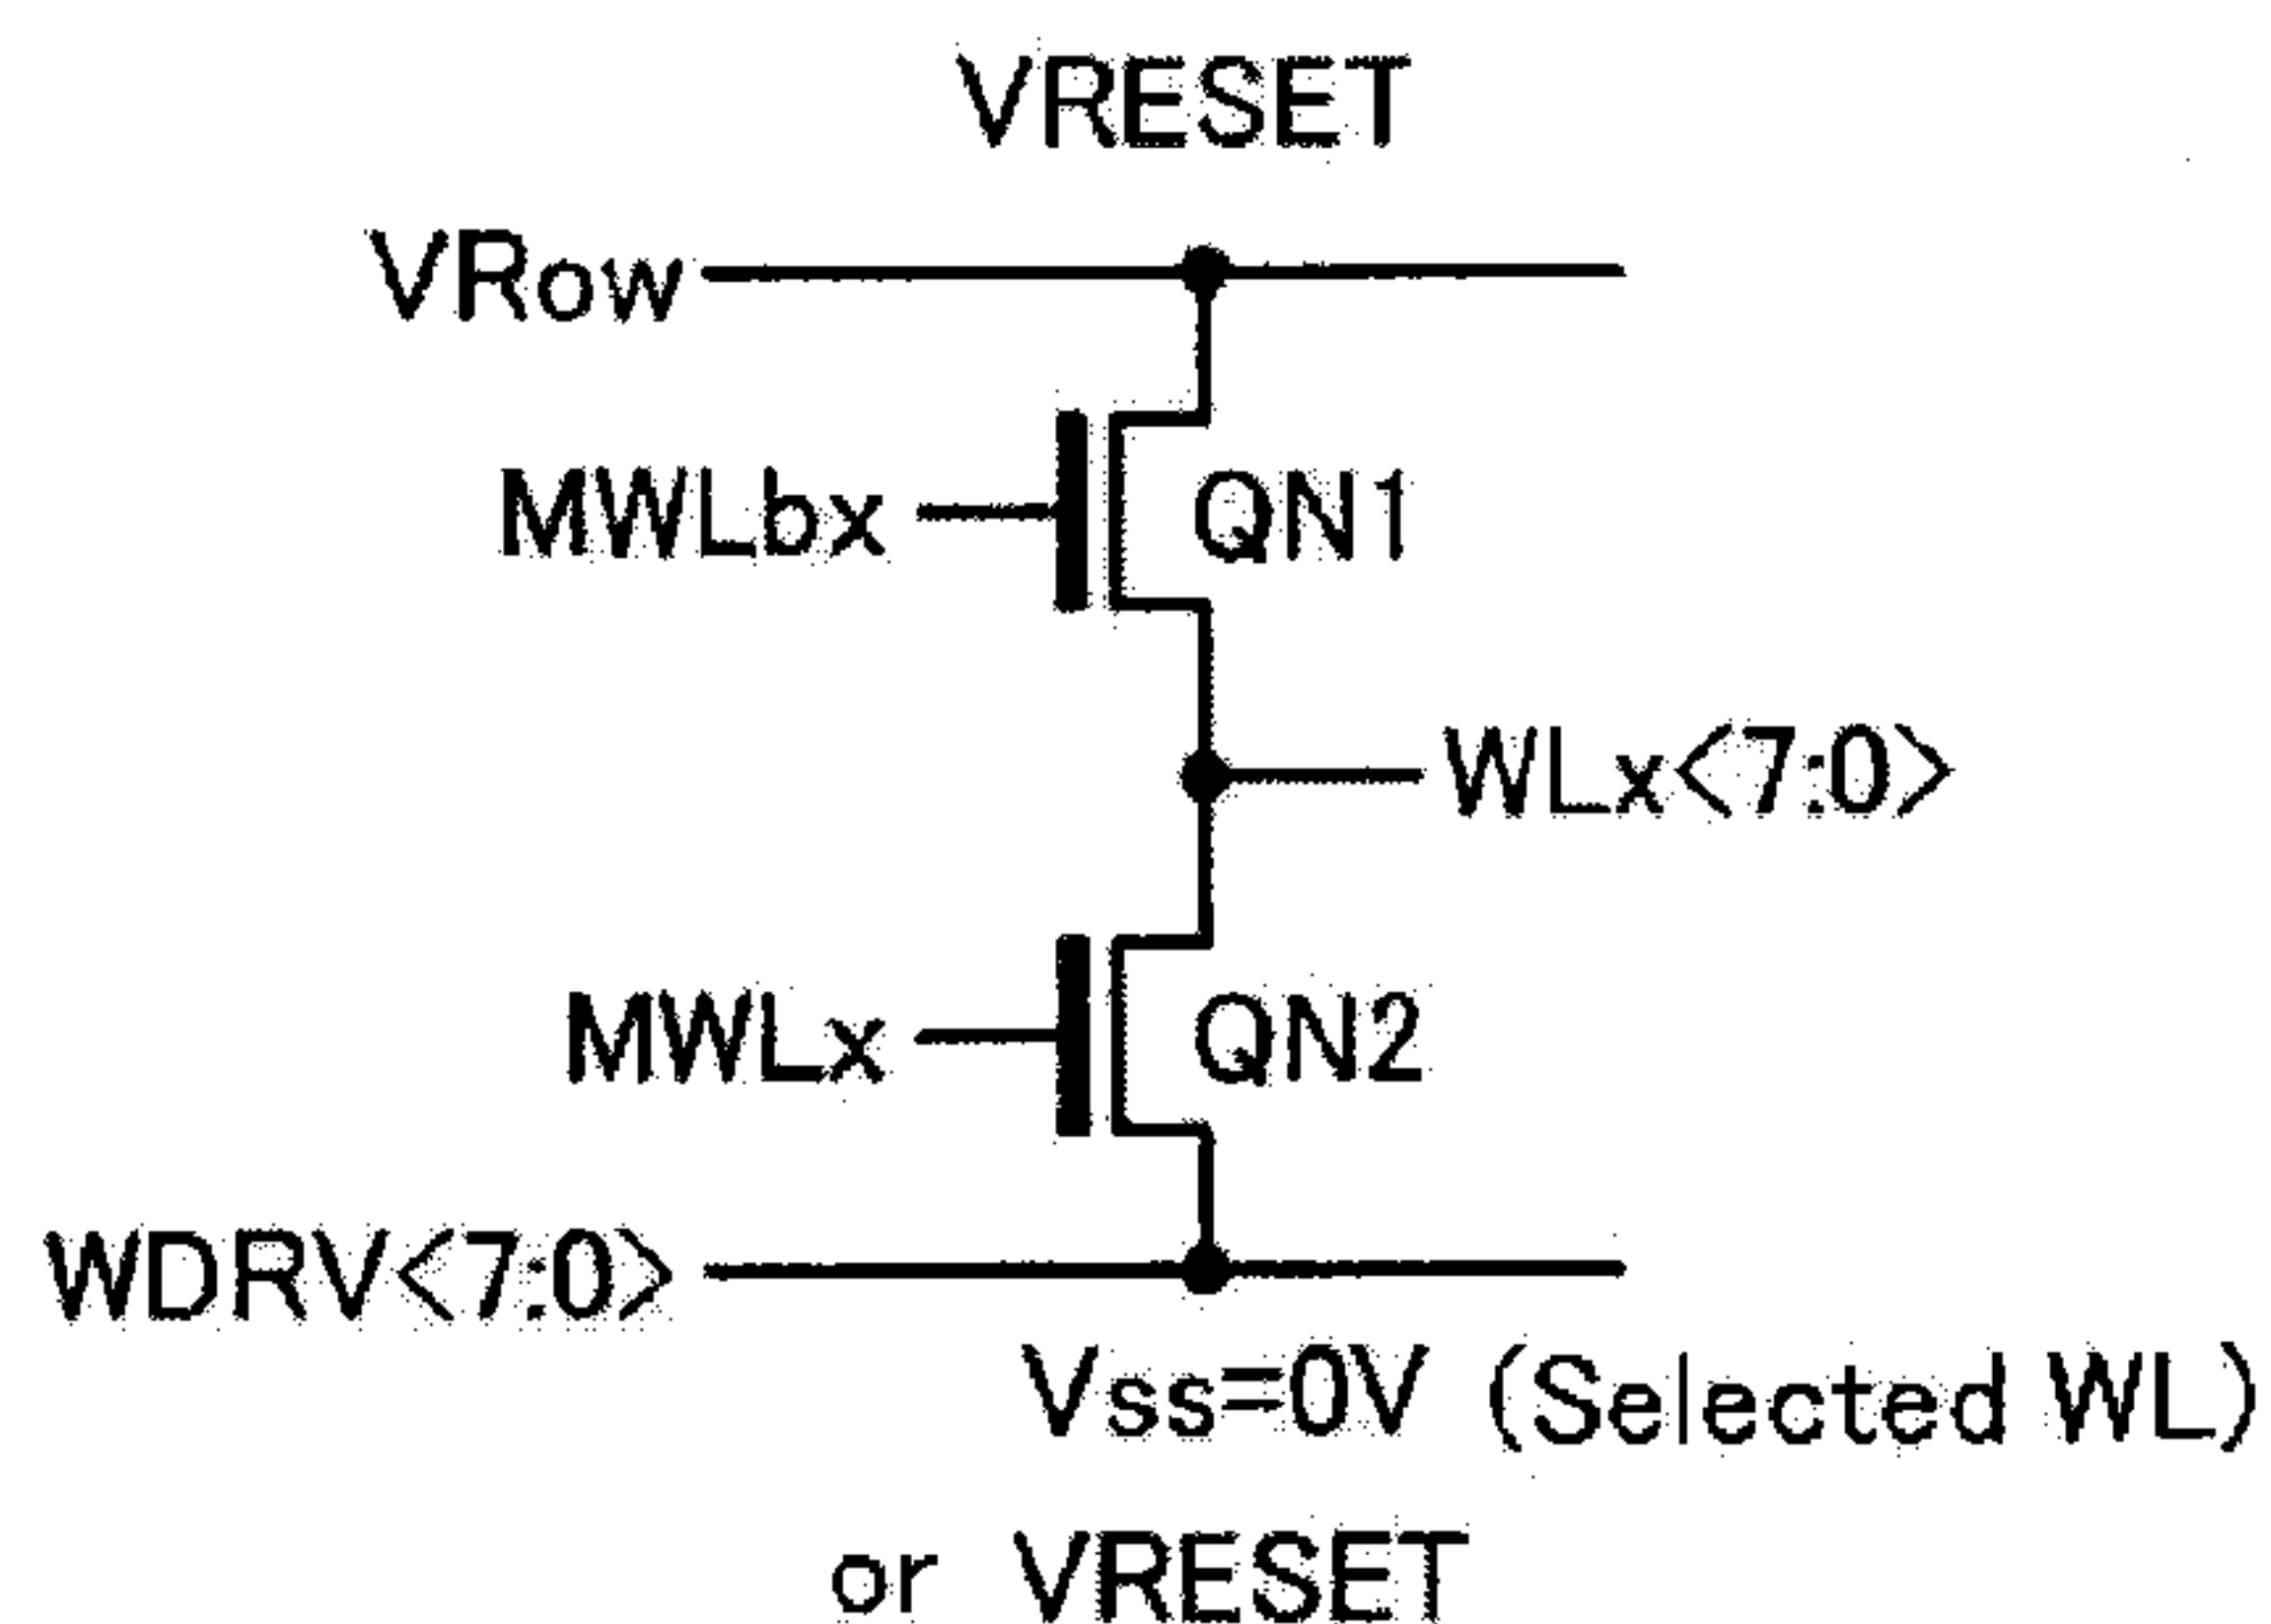 VRESET
VRow
MWLbx
QN1
WLx<7:0>
MWLx
QN2
WDRV<7:0>
Vss=0V (Selected WL)
or VRESET